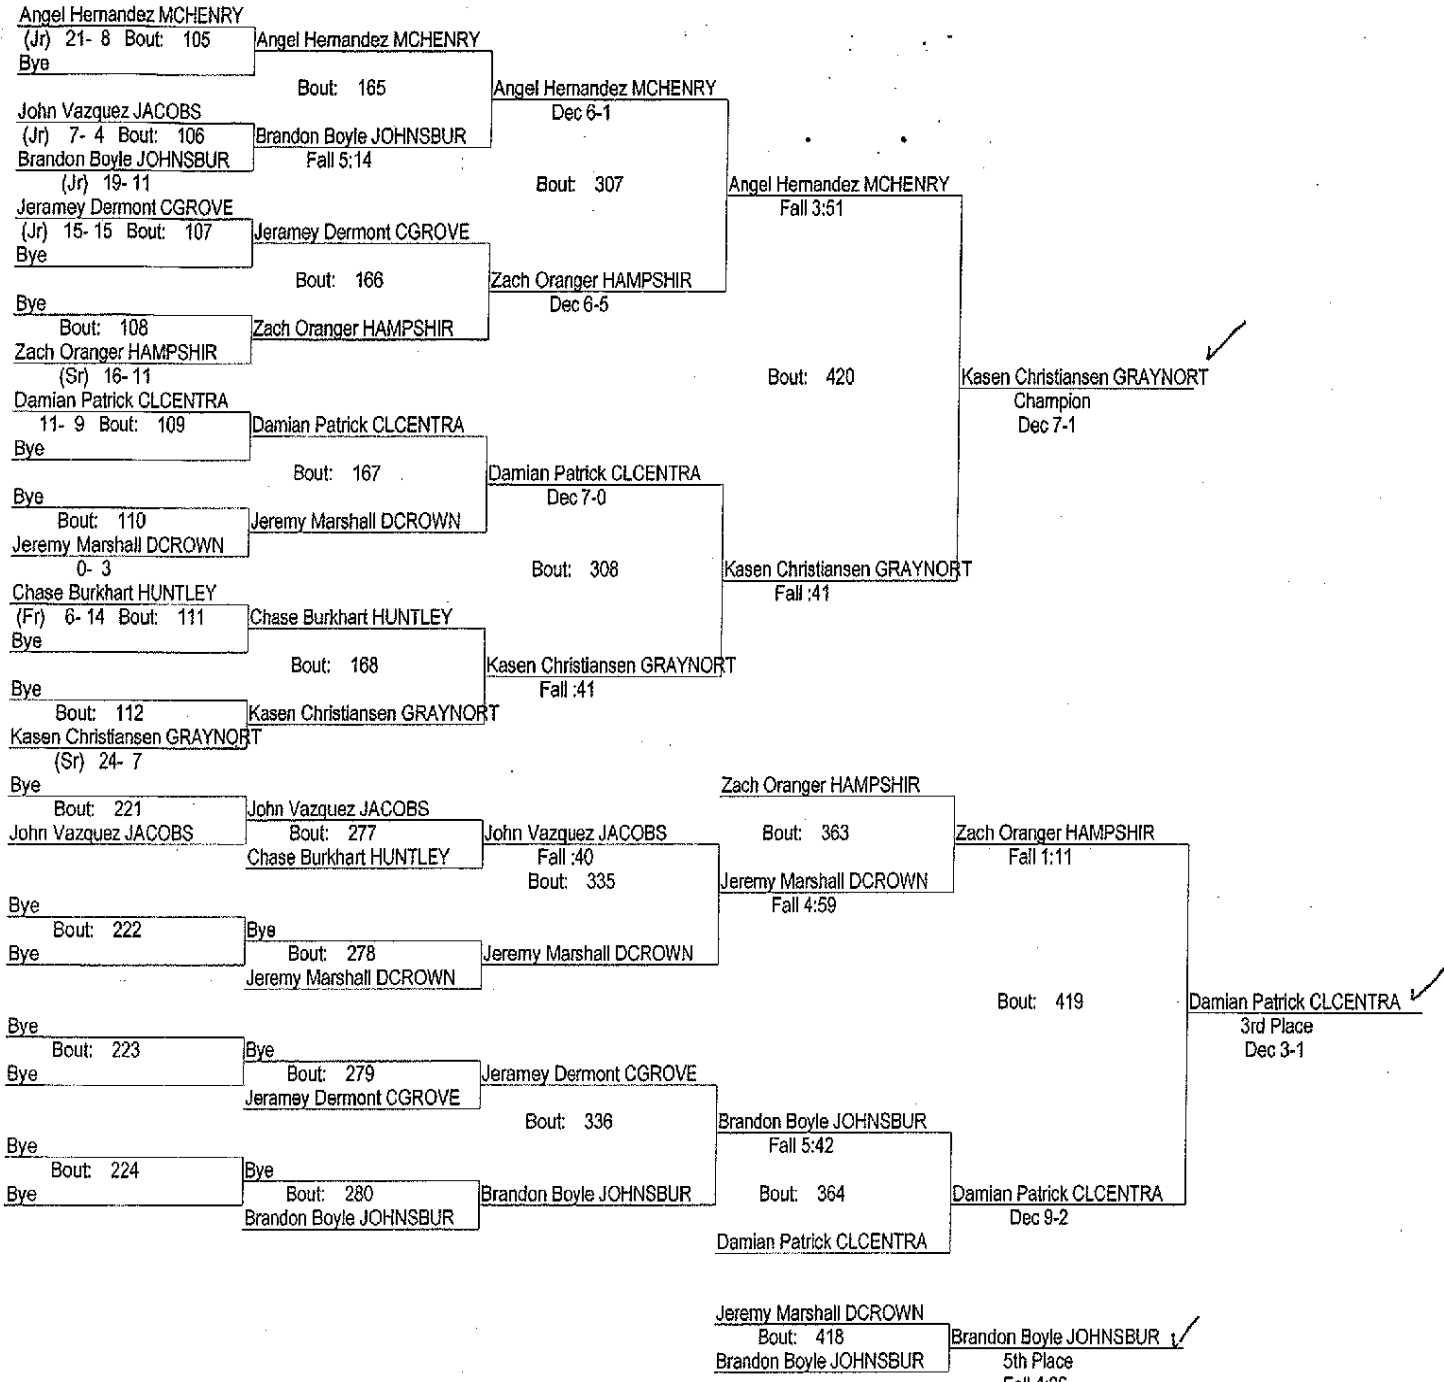 Angel Hernandez MCHENRY
(Jr) 21- 8 Bout: 105
Bye
Angel Hernandez MCHENRY
Bout: 165
Angel Hernandez MCHENRY
Dec 6-1
John Vazquez JACOBS
(Jr) 7- 4 Bout: 106
Brandon Boyle JOHNSBUR
(Jr) 19- 11
Brandon Boyle JOHNSBUR
Fall 5:14
Bout: 307
Angel Hernandez MCHENRY
Fall 3:51
Jeramey Dermont CGROVE
(Jr) 15- 15 Bout: 107
Bye
Jeramey Dermont CGROVE
Bout: 166
Zach Oranger HAMPSHIR
Dec 6-5
Bye
Bout: 108
Zach Oranger HAMPSHIR
(Sr) 16- 11
Zach Oranger HAMPSHIR
Bout: 420
Kasen Christiansen GRAYNORT
Champion
Dec 7-1
Damian Patrick CLCENTRA
11- 9 Bout: 109
Bye
Damian Patrick CLCENTRA
Bout: 167
Damian Patrick CLCENTRA
Dec 7-0
Bye
Bout: 110
Jeremy Marshall DCROWN
0- 3
Jeremy Marshall DCROWN
Bout: 308
Kasen Christiansen GRAYNORT
Fall :41
Chase Burkhart HUNTLEY
(Fr) 6- 14 Bout: 111
Bye
Chase Burkhart HUNTLEY
Bout: 168
Kasen Christiansen GRAYNORT
Fall :41
Bye
Bout: 112
Kasen Christiansen GRAYNORT
(Sr) 24- 7
Kasen Christiansen GRAYNORT
Bye
Bout: 221
John Vazquez JACOBS
John Vazquez JACOBS
Bout: 277
Chase Burkhart HUNTLEY
John Vazquez JACOBS
Fall :40
Bout: 335
Zach Oranger HAMPSHIR
Bout: 363
Jeremy Marshall DCROWN
Fall 4:59
Zach Oranger HAMPSHIR
Fall 1:11
Bye
Bout: 222
Bye
Bye
Bout: 278
Jeremy Marshall DCROWN
Jeremy Marshall DCROWN
Bout: 419
Damian Patrick CLCENTRA
3rd Place
Dec 3-1
Bye
Bout: 223
Bye
Bye
Bout: 279
Jeramey Dermont CGROVE
Jeramey Dermont CGROVE
Bout: 336
Brandon Boyle JOHNSBUR
Fall 5:42
Bout: 364
Damian Patrick CLCENTRA
Damian Patrick CLCENTRA
Dec 9-2
Bye
Bout: 224
Bye
Bye
Bout: 280
Brandon Boyle JOHNSBUR
Brandon Boyle JOHNSBUR
Jeremy Marshall DCROWN
Bout: 418
Brandon Boyle JOHNSBUR
Brandon Boyle JOHNSBUR
5th Place